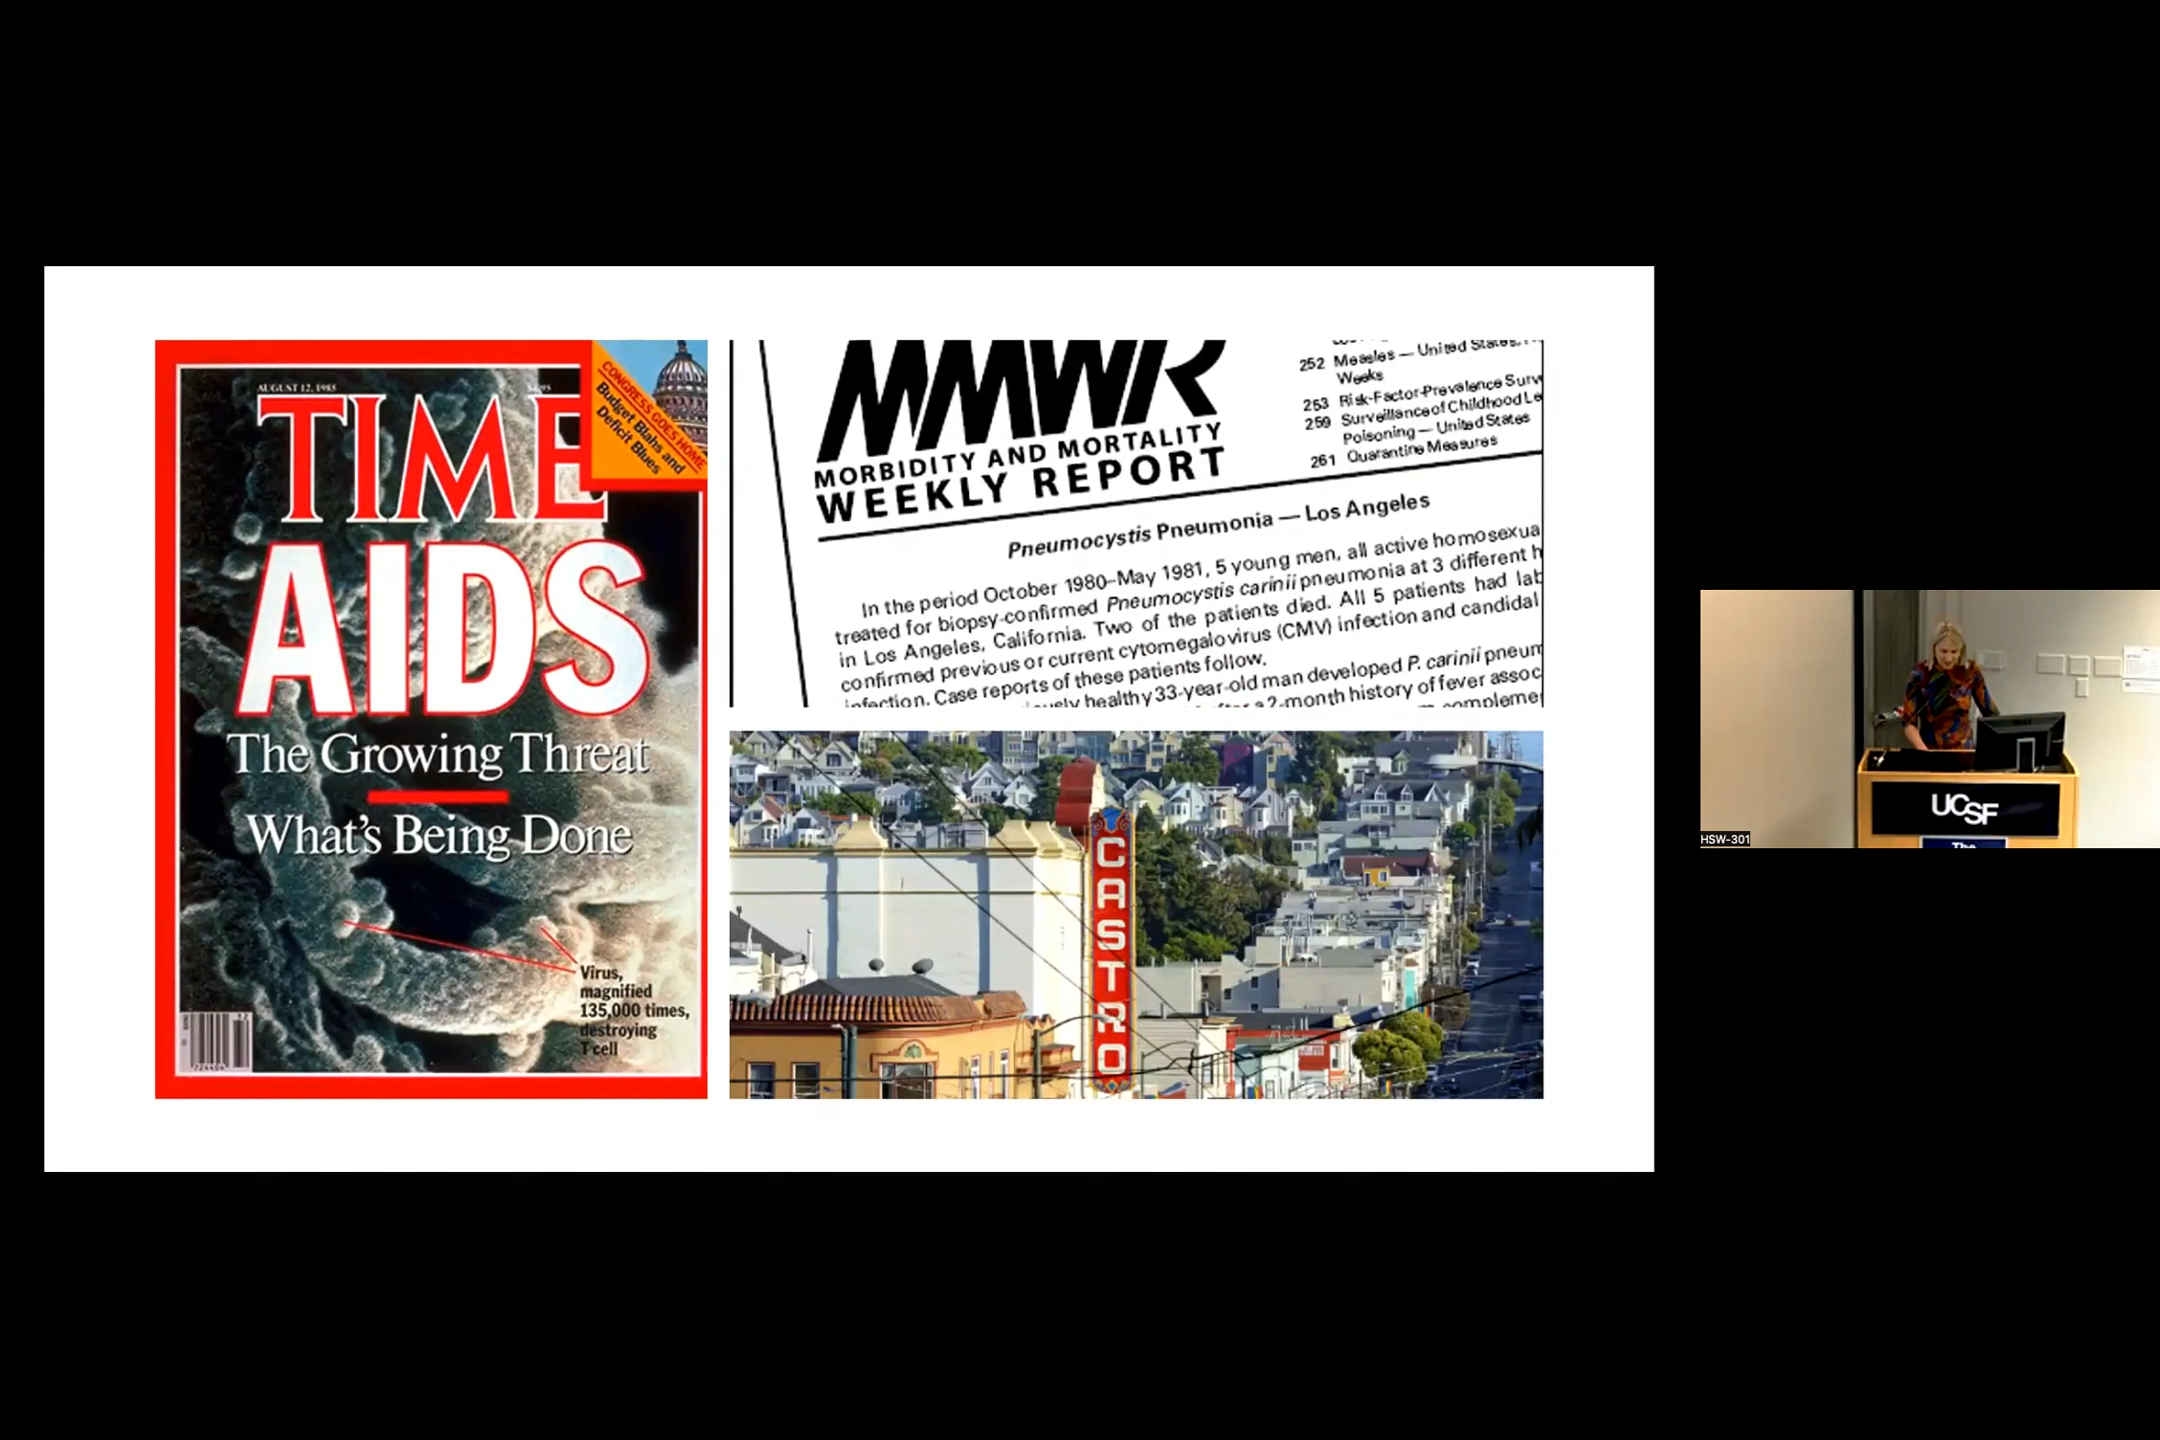 AUGUST 12, 1985
TIME
CONGRESS GOES HOME
Budget Blahs and
Deficit Blues
AIDS
The Growing Threat
What's Being Done
Virus,
magnified
135,000 times,
destroying
T cell
MMWR
MORBIDITY AND MORTALITY
WEEKLY REPORT
252 Measles — United States,
Weeks
253 Risk-Factor-Prevalence
259 Surveillance of Childhood
Poisoning — United States
261 Quarantine Measures
Pneumocystis Pneumonia — Los Angeles
In the period October 1980–May 1981, 5 young men, all active homosexua
treated for biopsy-confirmed Pneumocystis carinii pneumonia at 3 different h
in Los Angeles, California. Two of the patients died. All 5 patients had lab
confirmed previous or current cytomegalovirus (CMV) infection and candidal
infection. Case reports of these patients follow.
healthy 33-year-old man developed P. carinii pneum
a 2-month history of fever assoc
CASTRO
UCSF
The
HSW-301